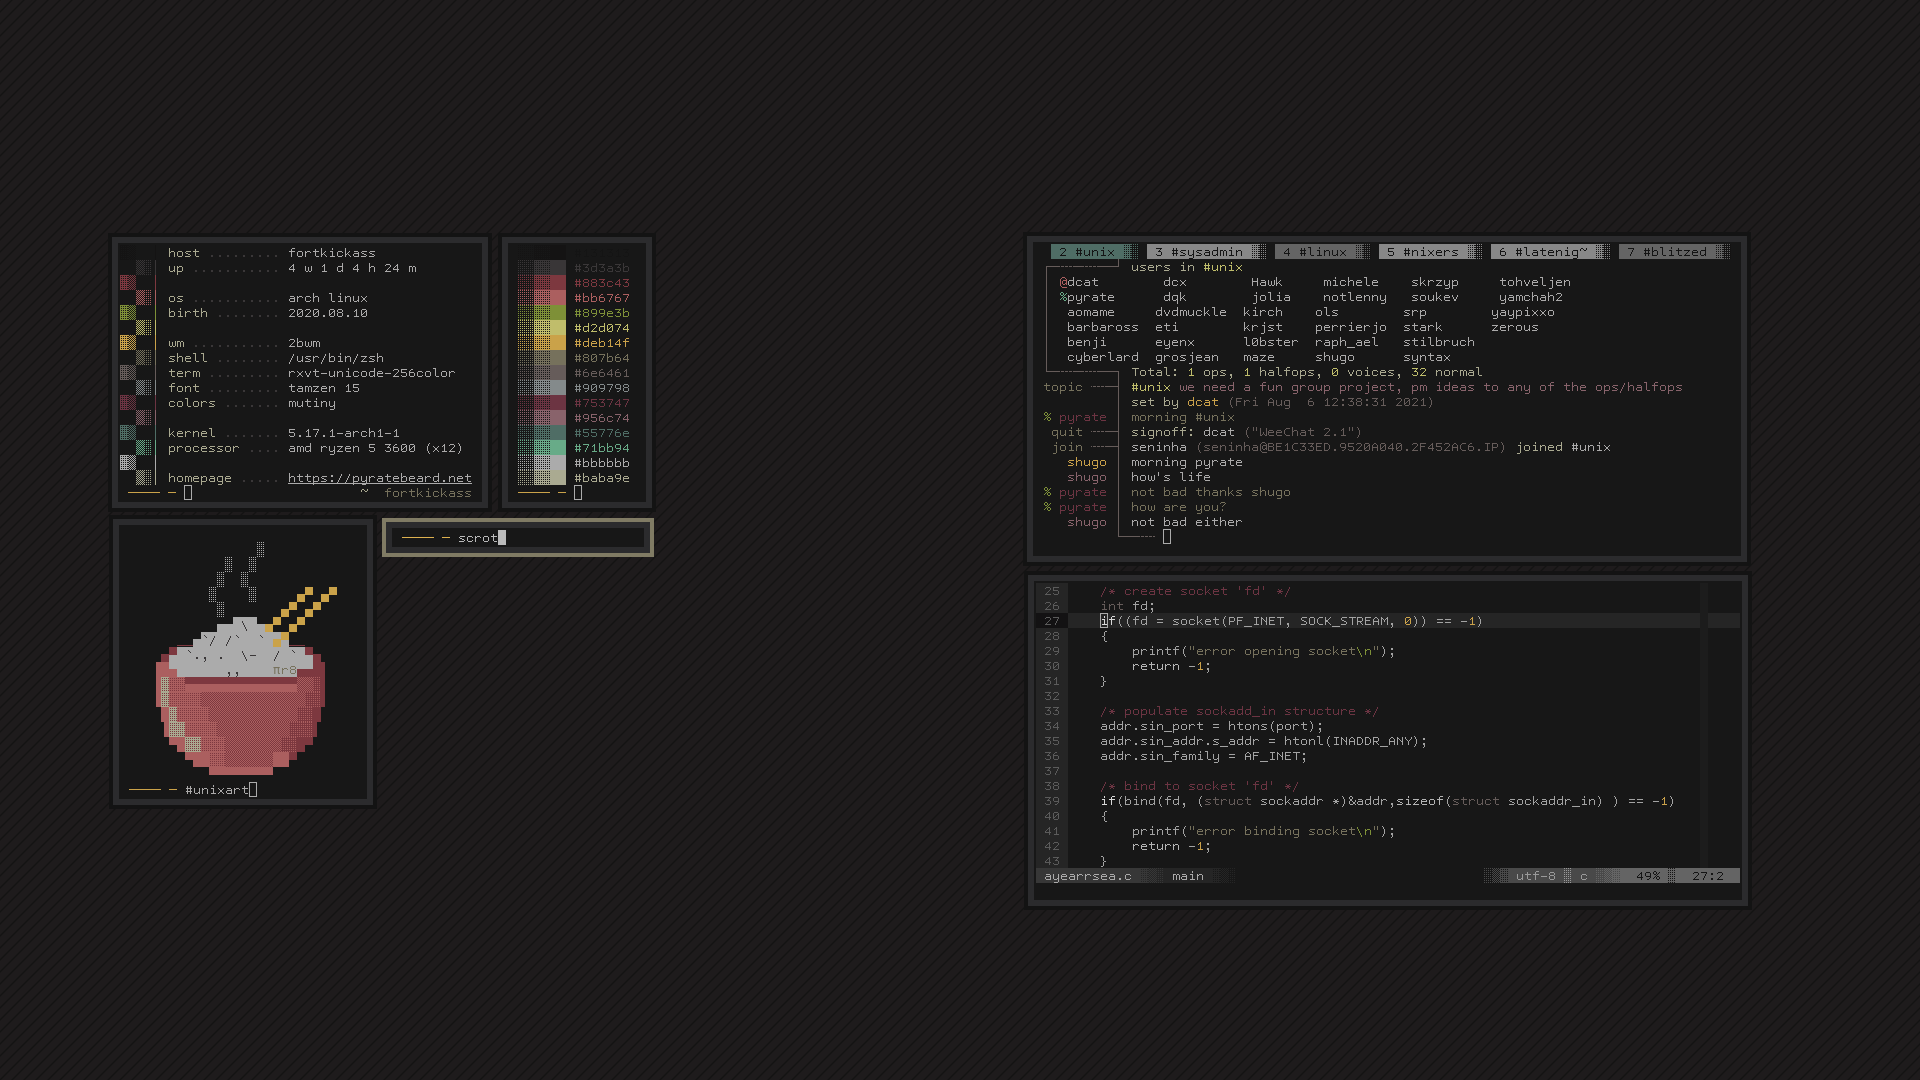 host ......... fortkickass
up ........... 4 w 1 d 4 h 24 m
os ........... arch linux
birth ........ 2020.08.10
wm ........... 2bwm
shell ........ /usr/bin/zsh
term ......... rxvt-unicode-256color
font ......... tamzen 15
colors ....... mutiny
kernel ....... 5.17.1-arch1-1
processor .... amd ryzen 5 3600 (x12)
homepage ..... https://pyratebeard.net
~ fortkickass
#3d3a3b
#883c43
#bb6767
#899e3b
#d2d074
#deb14f
#807b64
#6e6461
#909798
#753747
#956c74
#55776e
#71bb94
#bbbbbb
#baba9e
πr8
──── ─ #unixart
──── ─ scrot
2 #unix 3 #sysadmin 4 #linux 5 #nixers 6 #latenig~ 7 #blitzed
users in #unix
@dcat dcx Hawk michele skrzyp tohveljen
%pyrate dqk jolia notlenny soukev yamchah2
aomame dvdmuckle kirch ols srp yaypixxo
barbaross eti krjst perrierjo stark zerous
benji eyenx l0bster raph_ael stilbruch
cyberlard grosjean maze shugo syntax
Total: 1 ops, 1 halfops, 0 voices, 32 normal
topic #unix we need a fun group project, pm ideas to any of the ops/halfops
set by dcat (Fri Aug  6 12:38:31 2021)
% pyrate morning #unix
quit signoff: dcat ("WeeChat 2.1")
join seninha (seninha@BE1C33ED.9520A040.2F452AC6.IP) joined #unix
shugo morning pyrate
shugo how's life
% pyrate not bad thanks shugo
% pyrate how are you?
shugo not bad either
25 /* create socket 'fd' */
26 int fd;
27 if((fd = socket(PF_INET, SOCK_STREAM, 0)) == -1)
28 {
29 printf("error opening socket\n");
30 return -1;
31 }
32
33 /* populate sockadd_in structure */
34 addr.sin_port = htons(port);
35 addr.sin_addr.s_addr = htonl(INADDR_ANY);
36 addr.sin_family = AF_INET;
37
38 /* bind to socket 'fd' */
39 if(bind(fd, (struct sockaddr *)&addr,sizeof(struct sockaddr_in) ) == -1)
40 {
41 printf("error binding socket\n");
42 return -1;
43 }
ayearrsea.c main utf-8 c 49% 27:2